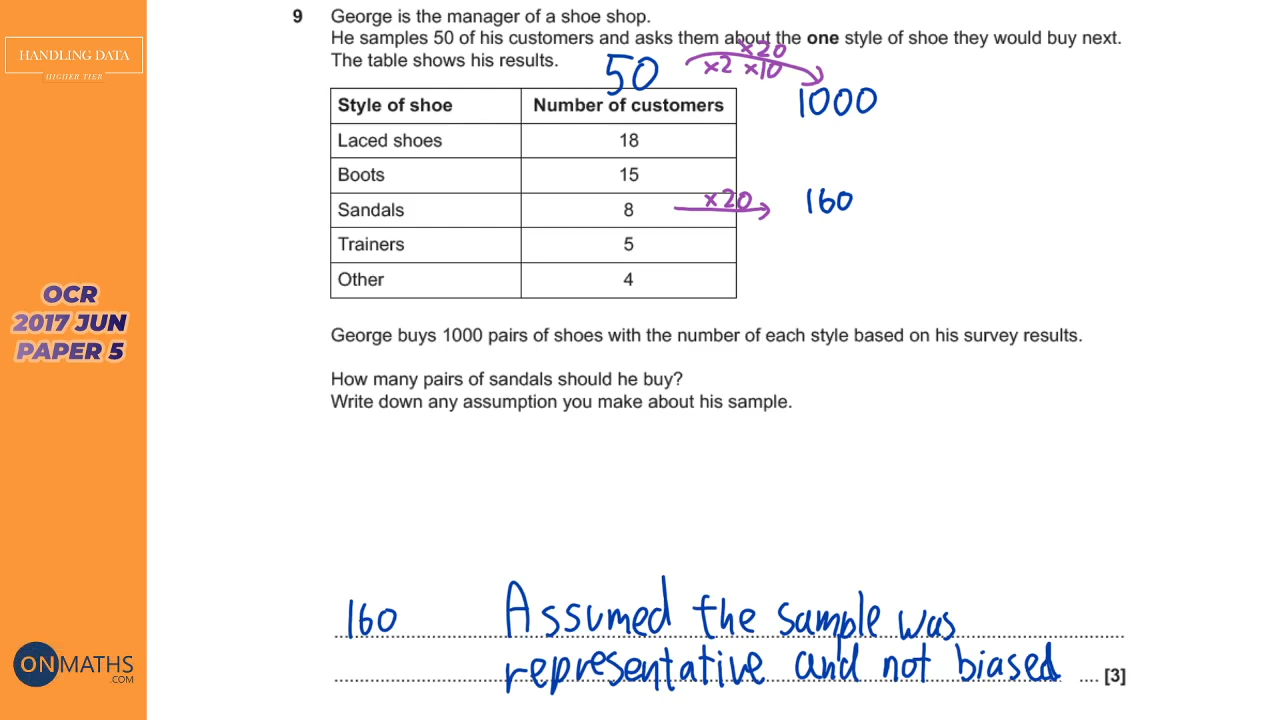 HANDLING DATA
HIGHER TIER
OCR
2017 JUN
PAPER 5
ONMATHS
.COM
9 George is the manager of a shoe shop.
He samples 50 of his customers and asks them about the one style of shoe they would buy next.
The table shows his results.
50
×20
×2 ×10
1000
Style of shoe Number of customers
Laced shoes 18
Boots 15
Sandals 8 ×20 160
Trainers 5
Other 4
George buys 1000 pairs of shoes with the number of each style based on his survey results.
How many pairs of sandals should he buy?
Write down any assumption you make about his sample.
160 Assumed the sample was
representative and not biased
[3]